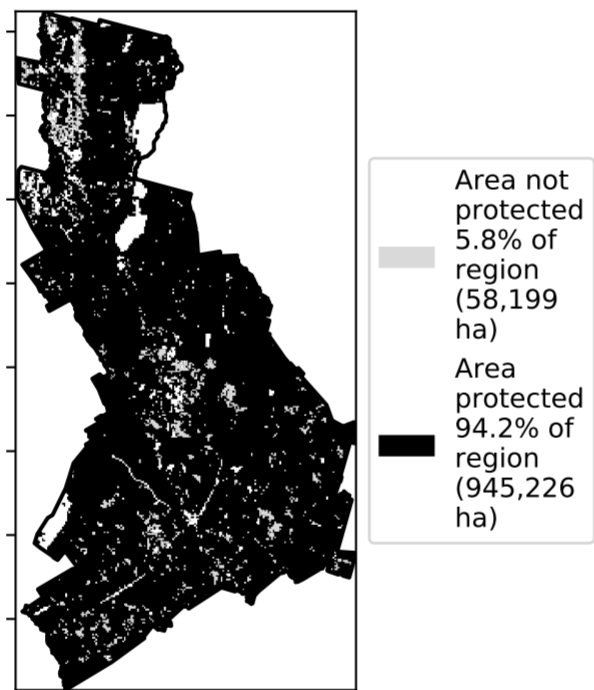 Area not
protected
5.8% of
region
(58,199
ha)
Area
protected
94.2% of
region
(945,226
ha)